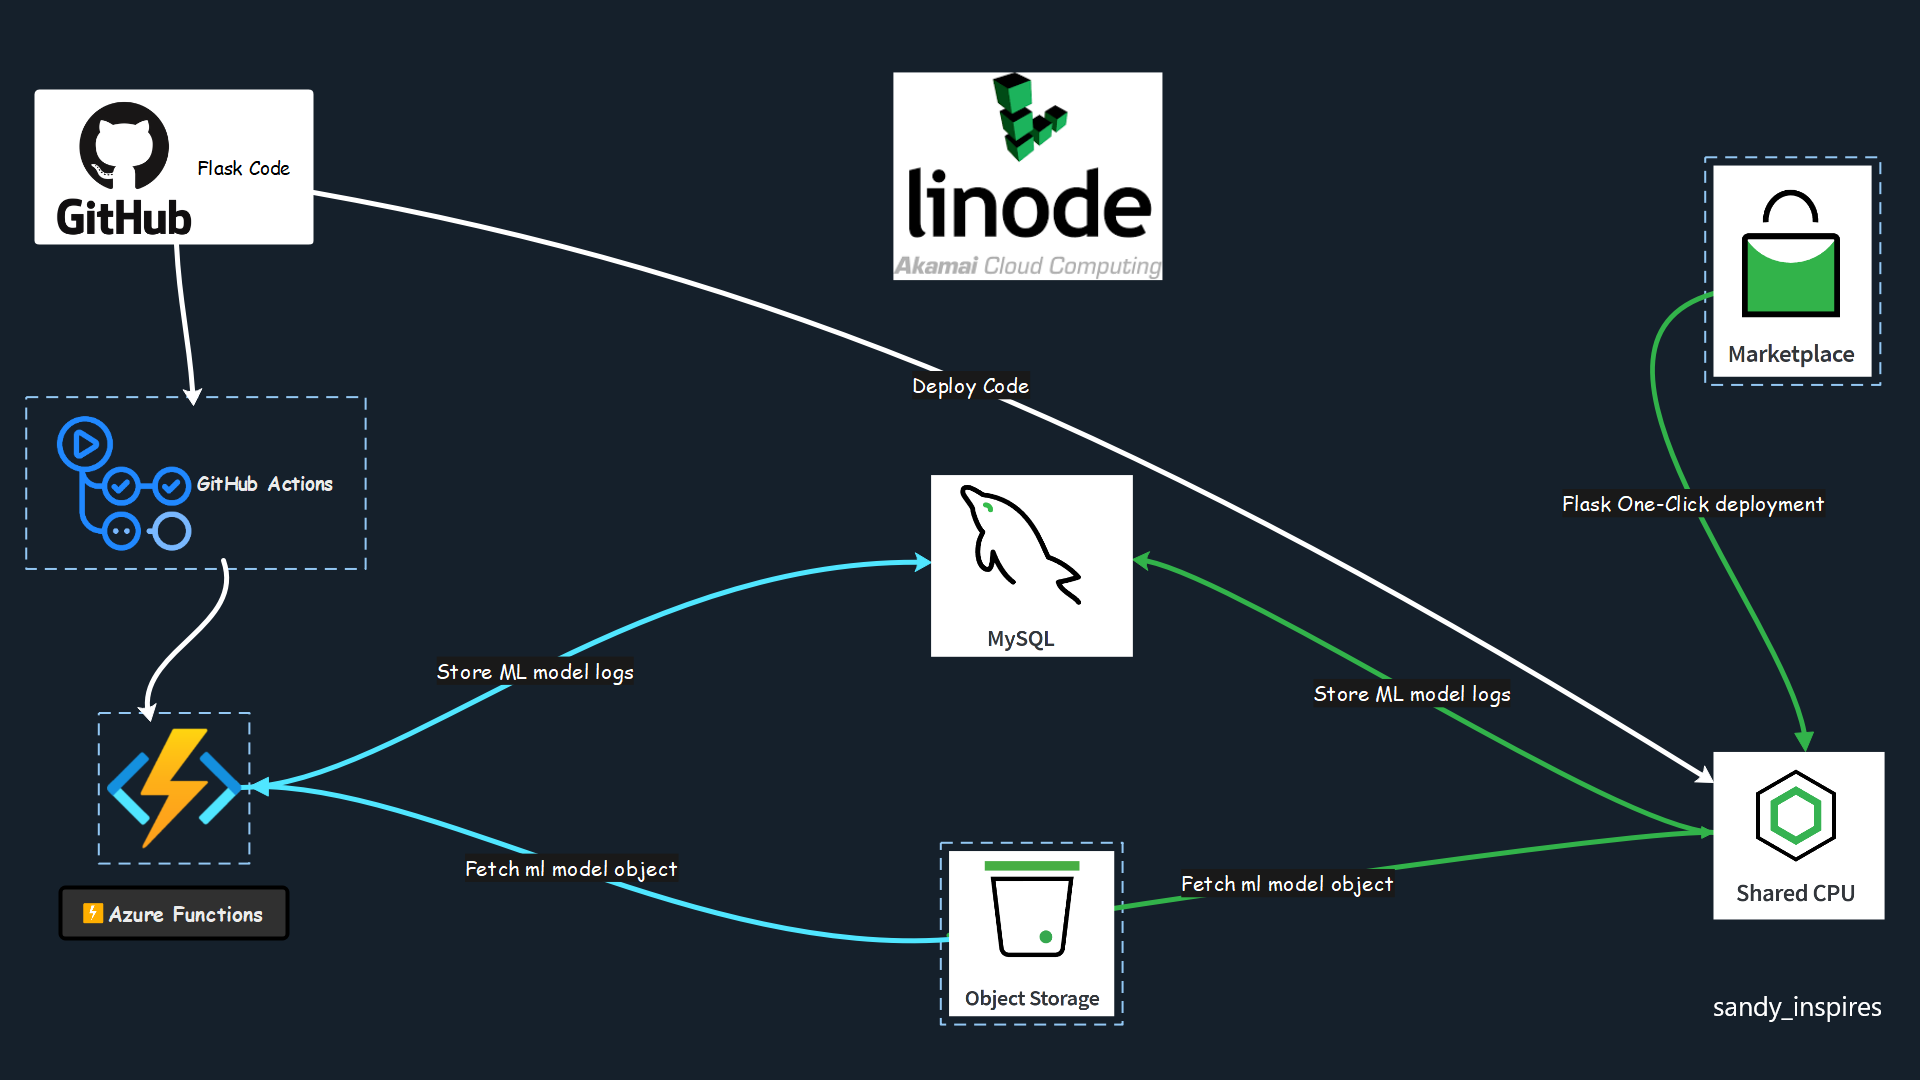 Flask Code
GitHub
linode
Akamai Cloud Computing
Marketplace
Deploy Code
GitHub Actions
Flask One-Click deployment
MySQL
Store ML model logs
Store ML model logs
Fetch ml model object
Fetch ml model object
Shared CPU
Azure Functions
Object Storage
sandy_inspires